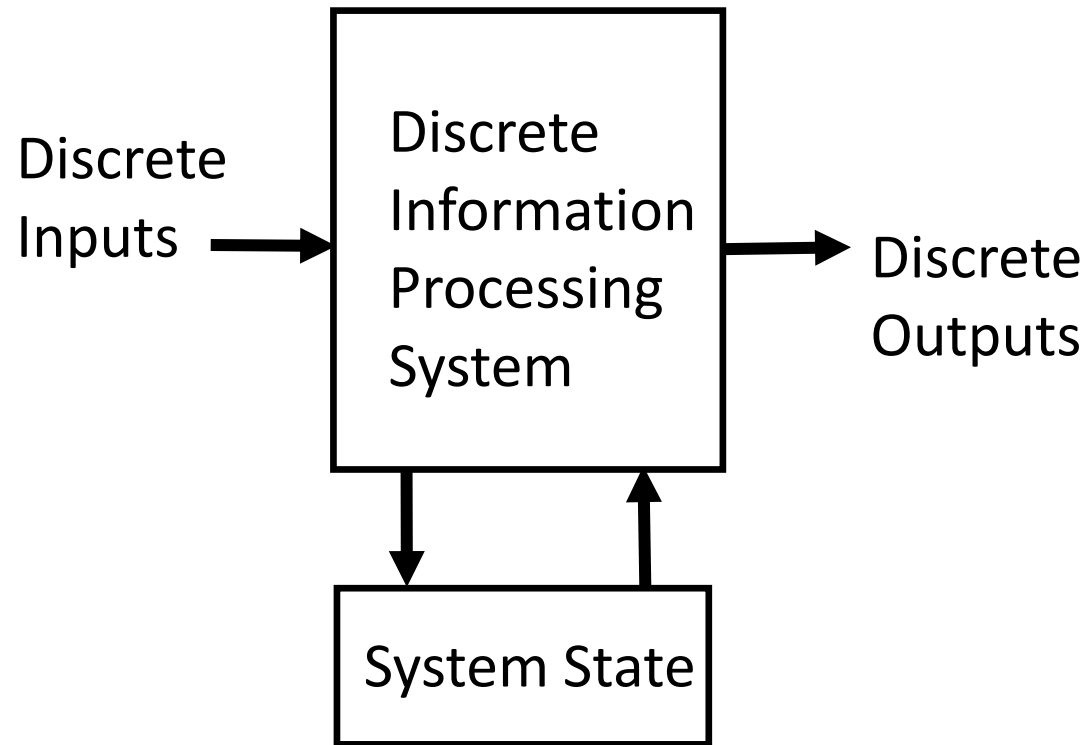 Discrete
Inputs
Discrete
Information
Processing
System
Discrete
Outputs
System State